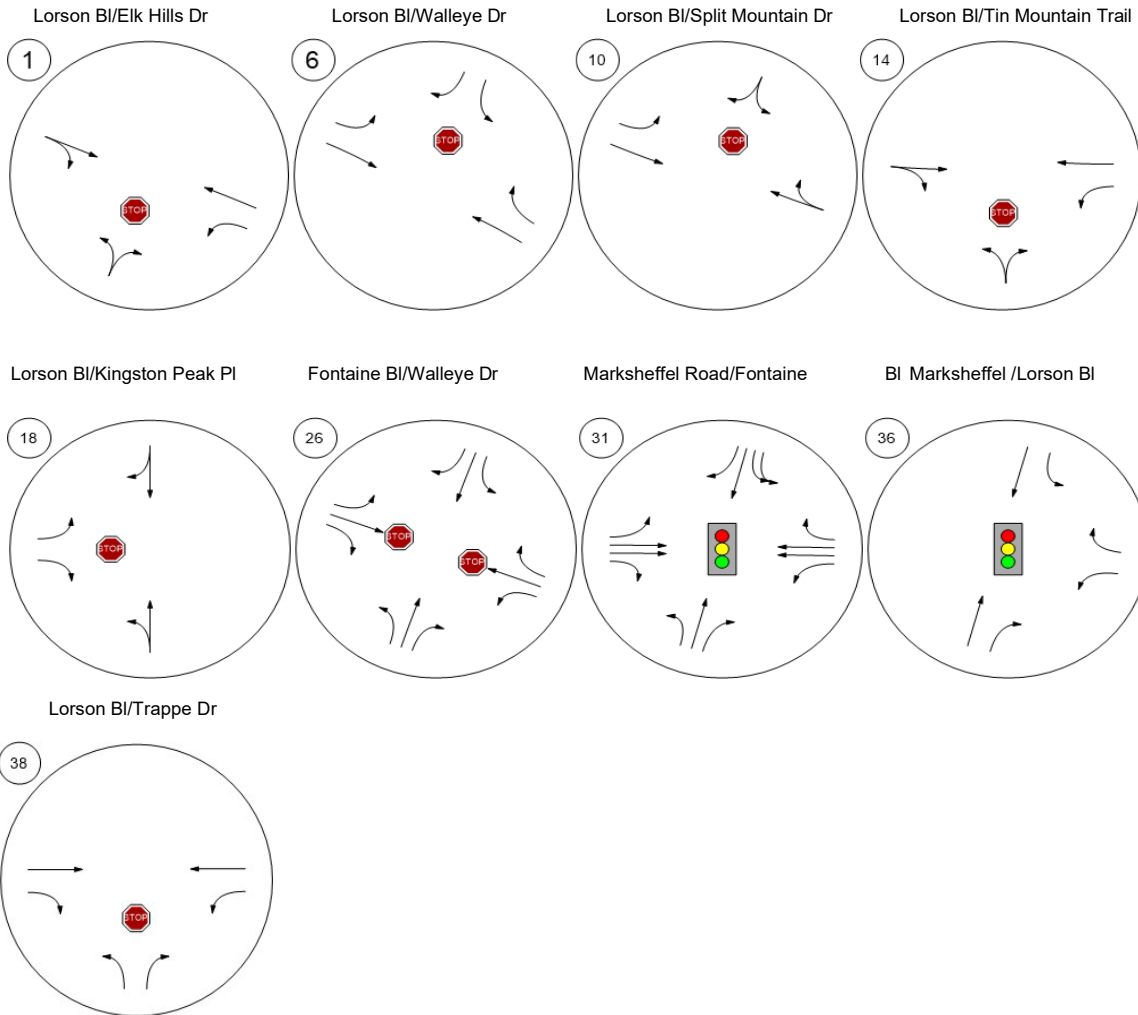 Lorson Bl/Elk Hills Dr
Lorson Bl/Walleye Dr
Lorson Bl/Split Mountain Dr
Lorson Bl/Tin Mountain Trail
1
6
10
14
STOP
STOP
STOP
STOP
Lorson Bl/Kingston Peak Pl
Fontaine Bl/Walleye Dr
Marksheffel Road/Fontaine
Bl Marksheffel /Lorson Bl
18
26
31
36
STOP
STOP
STOP
Lorson Bl/Trappe Dr
38
STOP